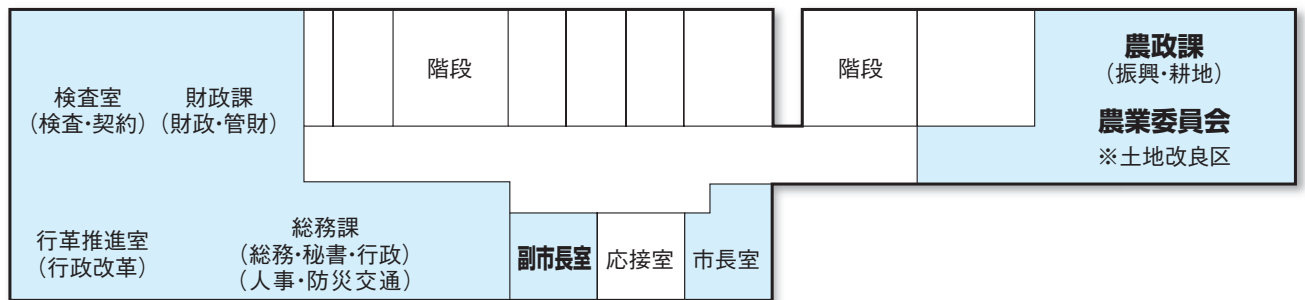 階段
階段
農政課
(振興・耕地)
農業委員会
※土地改良区
検査室
(検査・契約)
財政課
(財政・管財)
行革推進室
(行政改革)
総務課
(総務・秘書・行政)
(人事・防災交通)
副市長室
応接室
市長室